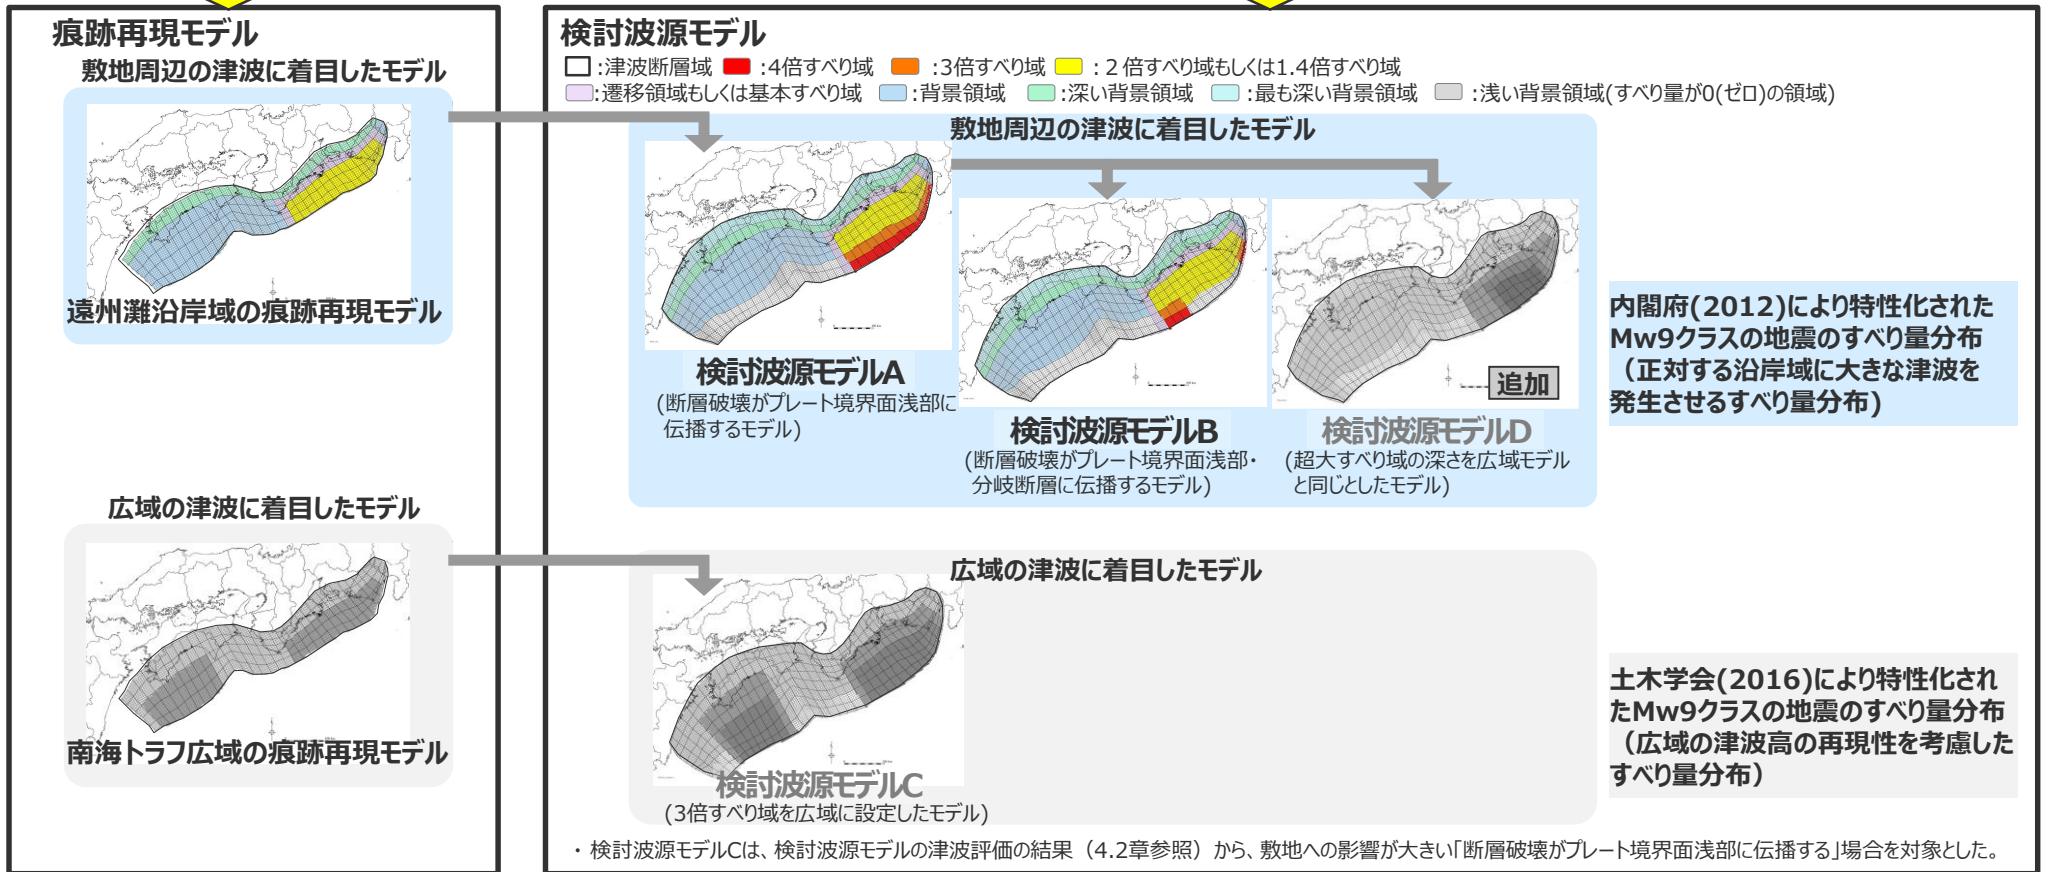 痕跡再現モデル
敷地周辺の津波に着目したモデル
遠州灘沿岸域の痕跡再現モデル
広域の津波に着目したモデル
南海トラフ広域の痕跡再現モデル
検討波源モデル
:津波断層域 :4倍すべり域 :3倍すべり域 :２倍すべり域もしくは1.4倍すべり域
:遷移領域もしくは基本すべり域 :背景領域 :深い背景領域 :最も深い背景領域 :浅い背景領域(すべり量が0(ゼロ)の領域)
敷地周辺の津波に着目したモデル
検討波源モデルA
(断層破壊がプレート境界面浅部に
伝播するモデル)
検討波源モデルB
(断層破壊がプレート境界面浅部・
分岐断層に伝播するモデル)
追加
検討波源モデルD
(超大すべり域の深さを広域モデル
と同じとしたモデル)
内閣府(2012)により特性化された
Mw9クラスの地震のすべり量分布
（正対する沿岸域に大きな津波を
発生させるすべり量分布)
広域の津波に着目したモデル
検討波源モデルC
(3倍すべり域を広域に設定したモデル)
土木学会(2016)により特性化され
たMw9クラスの地震のすべり量分布
（広域の津波高の再現性を考慮した
すべり量分布）
・検討波源モデルCは、検討波源モデルの津波評価の結果（4.2章参照）から、敷地への影響が大きい「断層破壊がプレート境界面浅部に伝播する」場合を対象とした。